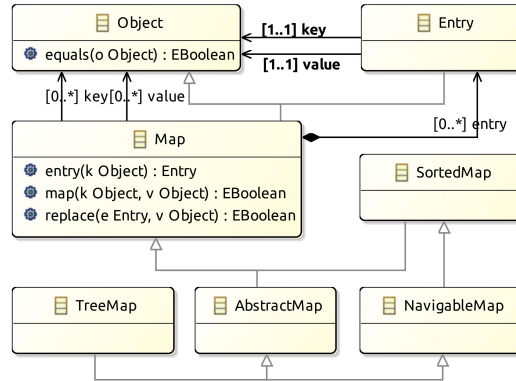 Object
equals(o Object) : EBoolean
[1..1] key
[1..1] value
Entry
[0..*] key
[0..*] value
[0..*] entry
Map
entry(k Object) : Entry
map(k Object, v Object) : EBoolean
replace(e Entry, v Object) : EBoolean
SortedMap
TreeMap
AbstractMap
NavigableMap